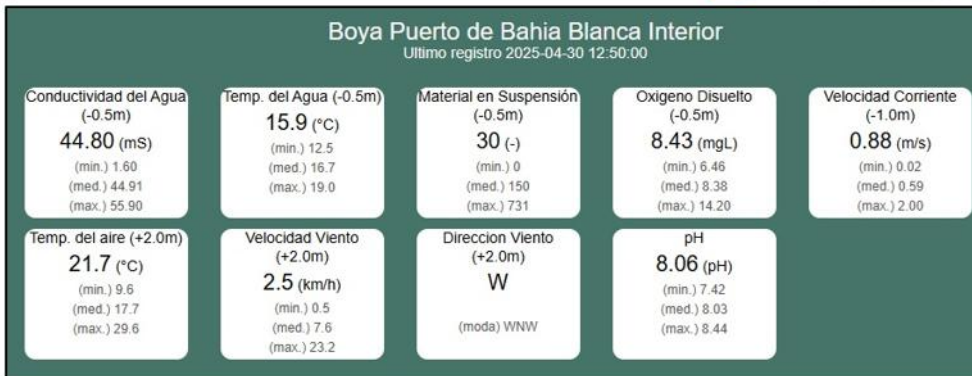 Boya Puerto de Bahia Blanca Interior
Ultimo registro 2025-04-30 12:50:00
Conductividad del Agua
(-0.5m)
44.80 (mS)
(min.) 1.60
(med.) 44.91
(max.) 55.90
Temp. del Agua (-0.5m)
15.9 (°C)
(min.) 12.5
(med.) 16.7
(max.) 19.0
Material en Suspensión
(-0.5m)
30 (-)
(min.) 0
(med.) 150
(max.) 731
Oxigeno Disuelto
(-0.5m)
8.43 (mgL)
(min.) 6.46
(med.) 8.38
(max.) 14.20
Velocidad Corriente
(-1.0m)
0.88 (m/s)
(min.) 0.02
(med.) 0.59
(max.) 2.00
Temp. del aire (+2.0m)
21.7 (°C)
(min.) 9.6
(med.) 17.7
(max.) 29.6
Velocidad Viento
(+2.0m)
2.5 (km/h)
(min.) 0.5
(med.) 7.6
(max.) 23.2
Direccion Viento
(+2.0m)
W
(moda) WNW
pH
8.06 (pH)
(min.) 7.42
(med.) 8.03
(max.) 8.44